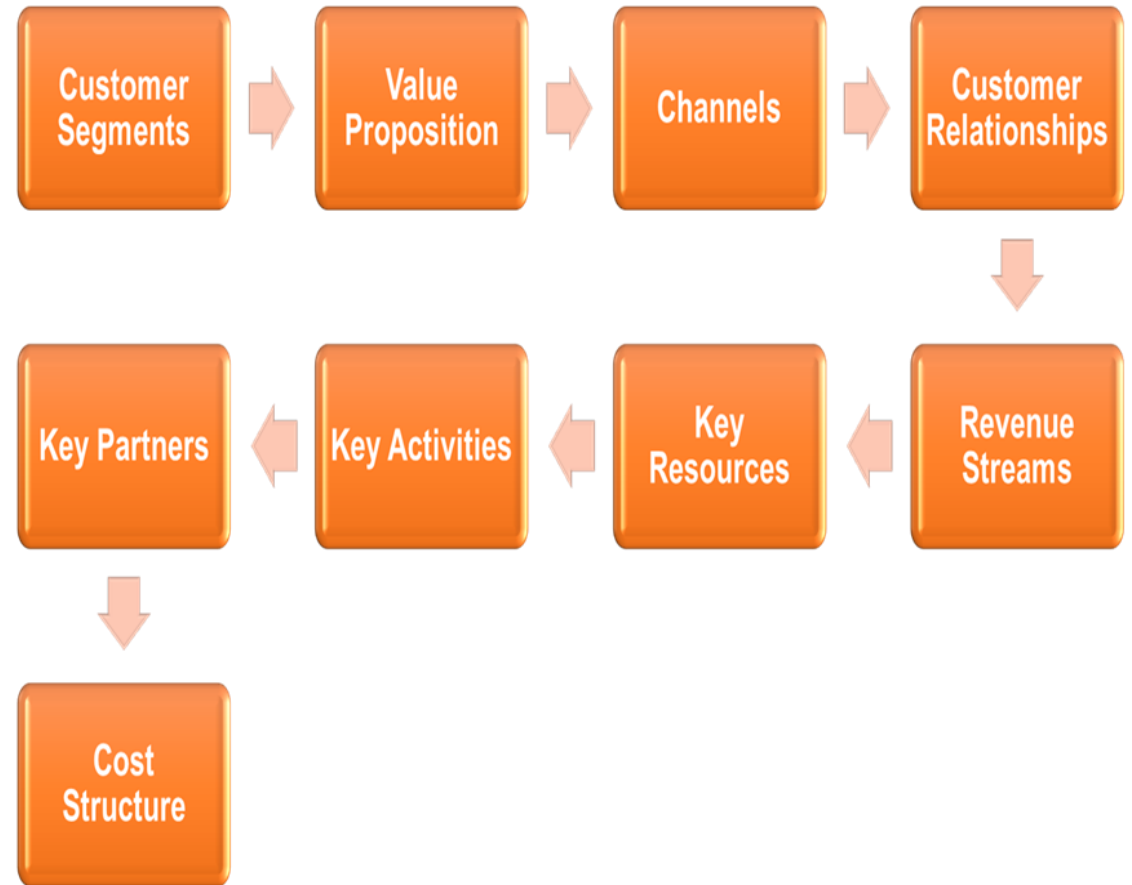 Customer
Segments
Value
Proposition
Channels
Customer
Relationships
Revenue
Streams
Key
Resources
Key Activities
Key Partners
Cost
Structure